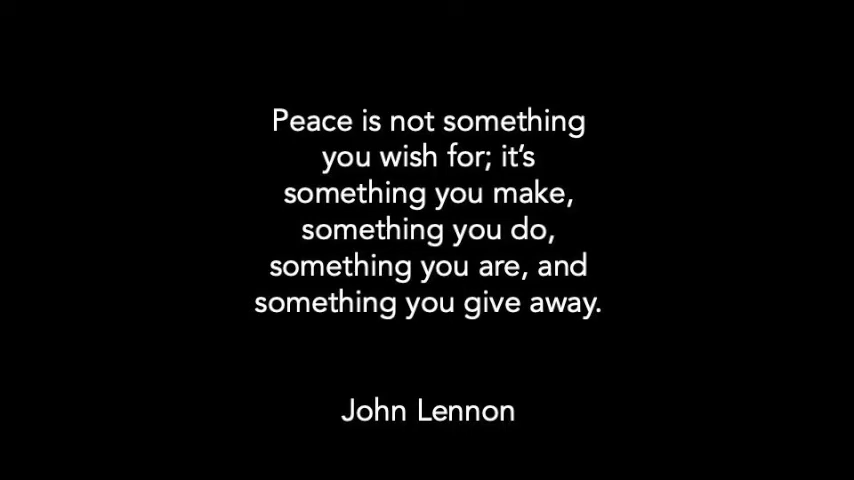 Peace is not something
you wish for; it’s
something you make,
something you do,
something you are, and
something you give away.
John Lennon